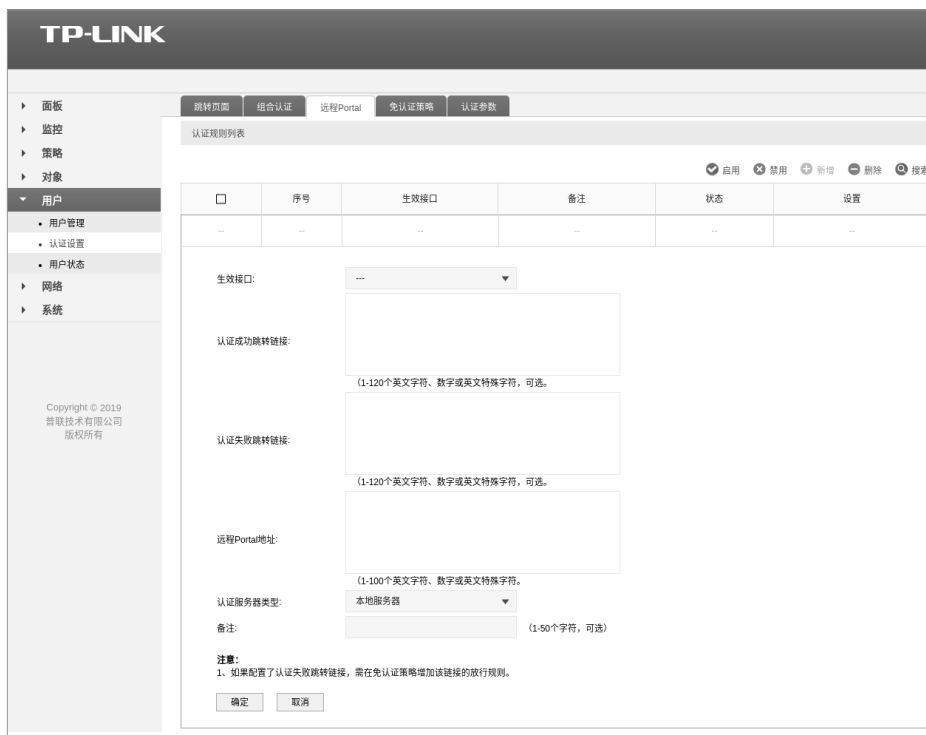 TP-LINK
面板
监控
策略
对象
用户
用户管理
认证设置
用户状态
网络
系统
Copyright © 2019
普联技术有限公司
版权所有
跳转页面 组合认证 远程Portal 免认证策略 认证参数
认证规则列表
启用 禁用 新增 删除 搜索
序号 生效接口 备注 状态 设置
-- -- -- -- -- --
生效接口: ---
认证成功跳转链接:
（1-120个英文字符、数字或英文特殊字符，可选。
认证失败跳转链接:
（1-120个英文字符、数字或英文特殊字符，可选。
远程Portal地址:
（1-100个英文字符、数字或英文特殊字符。
认证服务器类型: 本地服务器
备注: （1-50个字符，可选）
注意:
1、如果配置了认证失败跳转链接，需在免认证策略增加该链接的放行规则。
确定 取消